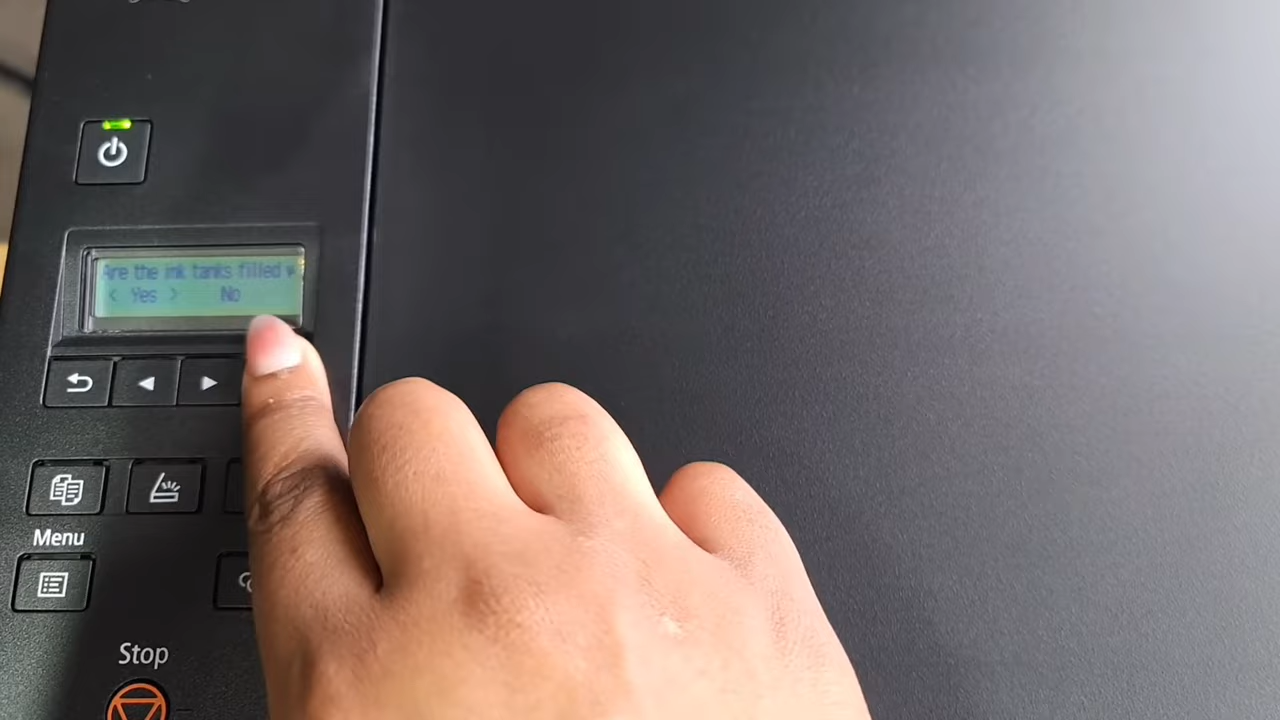 Are the ink tanks filled w
< Yes > No
Menu
Stop